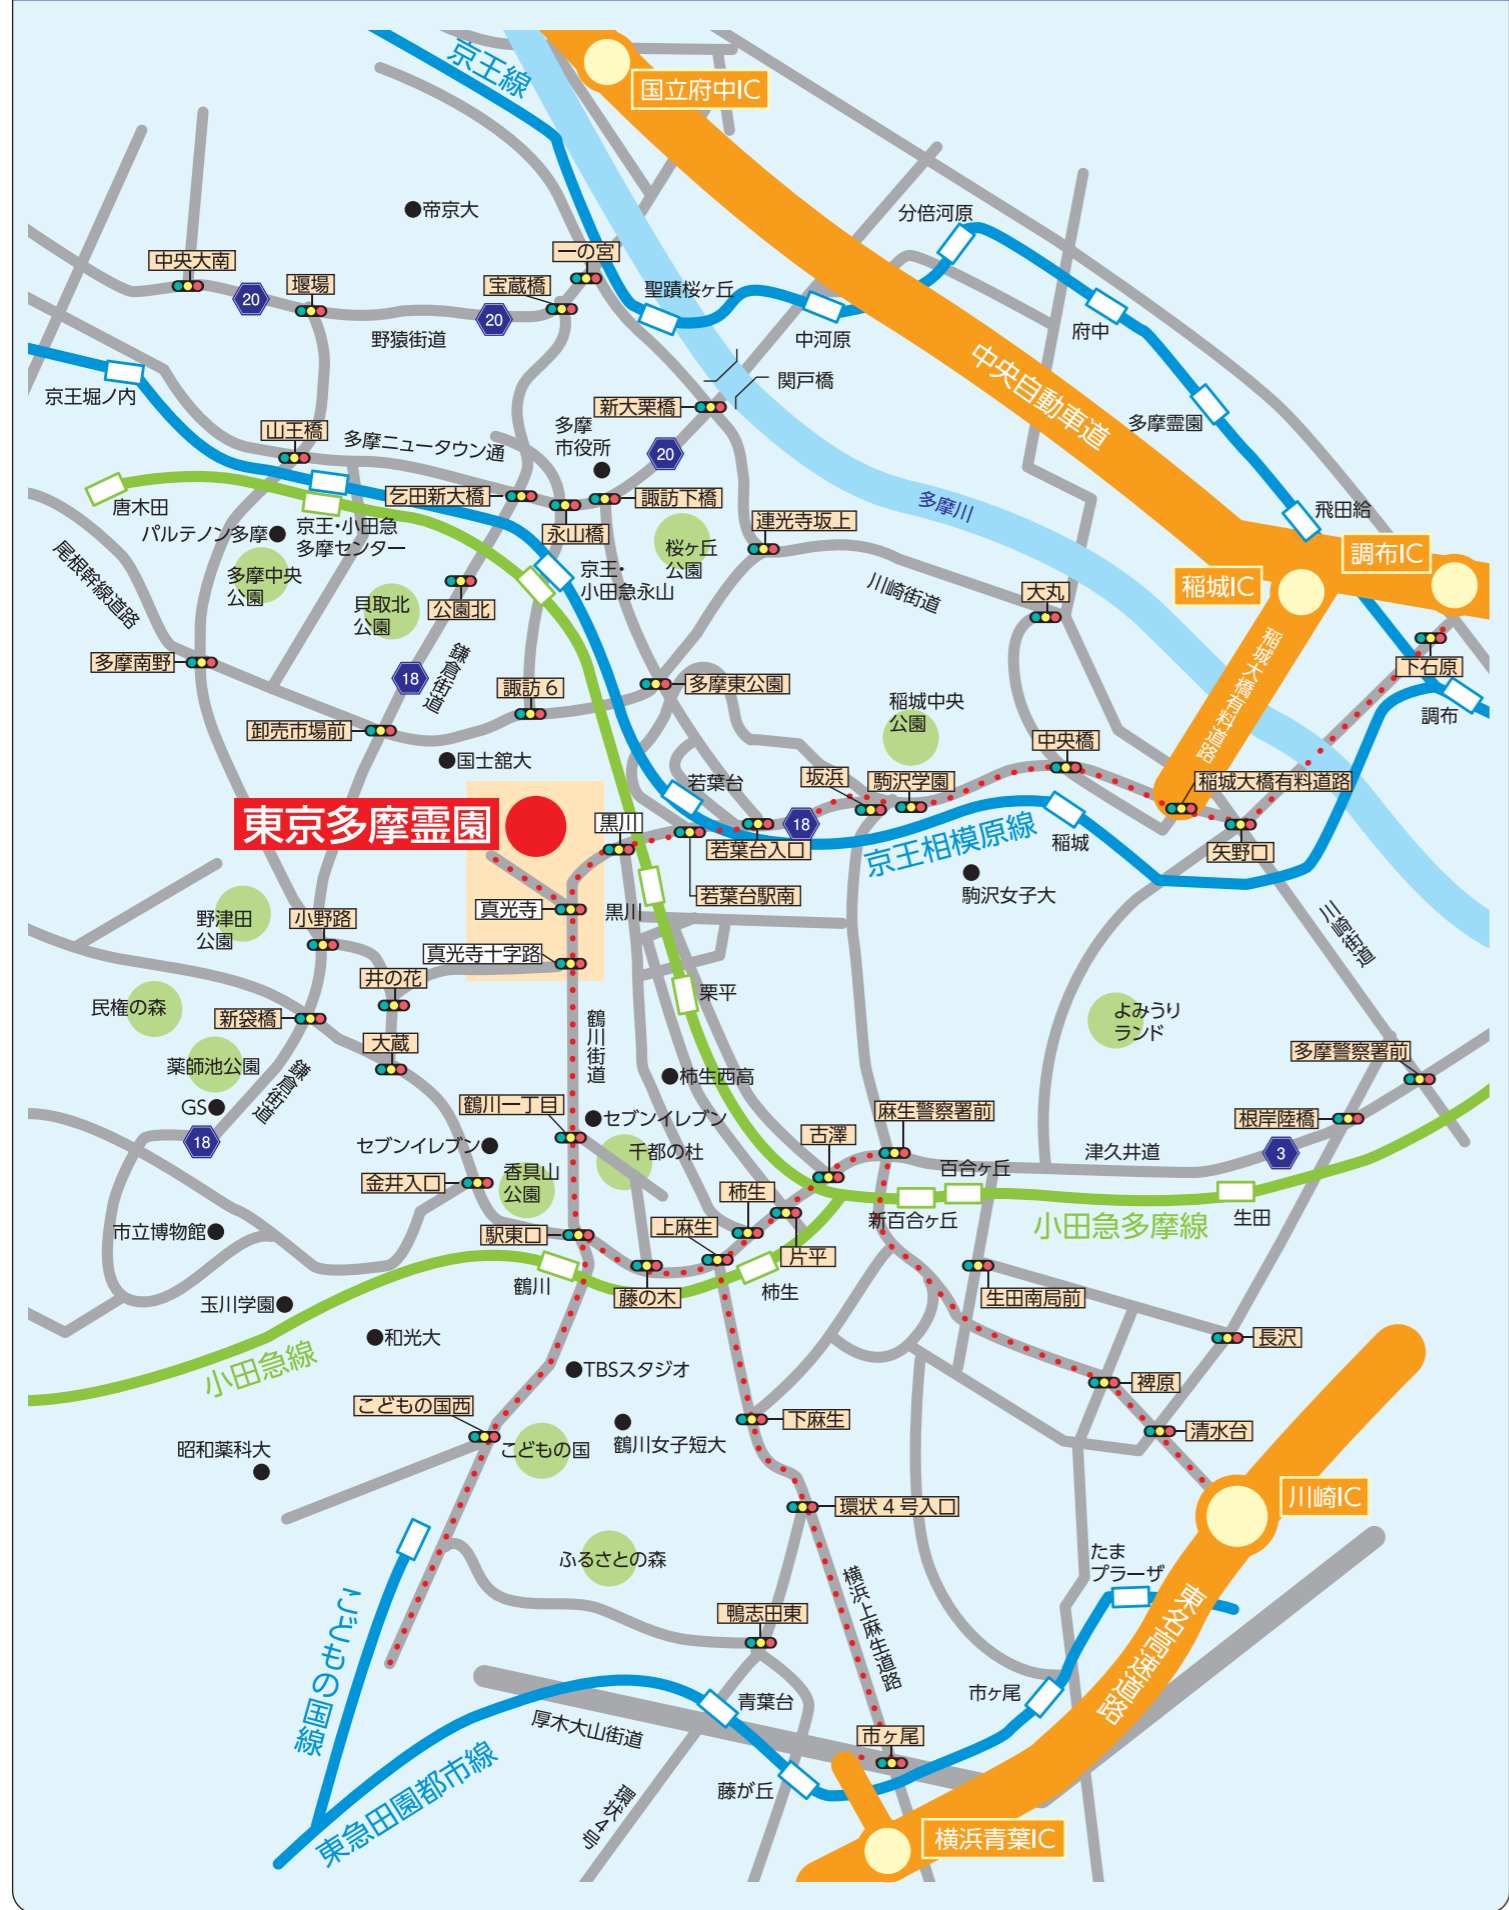 京王線
国立府中IC
帝京大
分倍河原
一の宮
中央大南
堰場
宝蔵橋
聖蹟桜ヶ丘
20
20
野猿街道
中河原
府中
関戸橋
中央自動車道
京王堀ノ内
新大栗橋
多摩霊園
山王橋
多摩ニュータウン通
多摩
市役所
20
唐木田
乞田新大橋
諏訪下橋
多摩川
飛田給
パルテノン多摩
京王・小田急
多摩センター
永山橋
連光寺坂上
調布IC
尾根幹線道路
多摩中央
公園
桜ヶ丘
公園
京王・
小田急永山
川崎街道
大丸
稲城IC
貝取北
公園
公園北
多摩南野
18
鎌倉街道
諏訪6
多摩東公園
稲城大橋有料道路
下石原
稲城中央
公園
調布
卸売市場前
国士舘大
中央橋
若葉台
坂浜
駒沢学園
稲城大橋有料道路
東京多摩霊園
黒川
18
若葉台入口
京王相模原線
稲城
矢野口
若葉台駅南
駒沢女子大
真光寺
黒川
野津田
公園
小野路
川崎街道
真光寺十字路
井の花
栗平
民権の森
新袋橋
鶴川街道
よみうり
ランド
大蔵
薬師池公園
鎌倉街道
柿生西高
多摩警察署前
GS
鶴川一丁目
セブンイレブン
麻生警察署前
根岸陸橋
18
セブンイレブン
千都の杜
古澤
津久井道
3
金井入口
香具山
公園
百合ヶ丘
柿生
新百合ヶ丘
小田急多摩線
生田
市立博物館
駅東口
上麻生
片平
鶴川
藤の木
柿生
生田南局前
玉川学園
和光大
長沢
小田急線
TBSスタジオ
裨原
こどもの国西
下麻生
清水台
昭和薬科大
こどもの国
鶴川女子短大
川崎IC
環状4号入口
ふるさとの森
たま
プラーザ
横浜上麻生道路
こどもの国線
鴨志田東
東名高速道路
市ヶ尾
青葉台
厚木大山街道
市ヶ尾
東急田園都市線
藤が丘
環状4号
横浜青葉IC